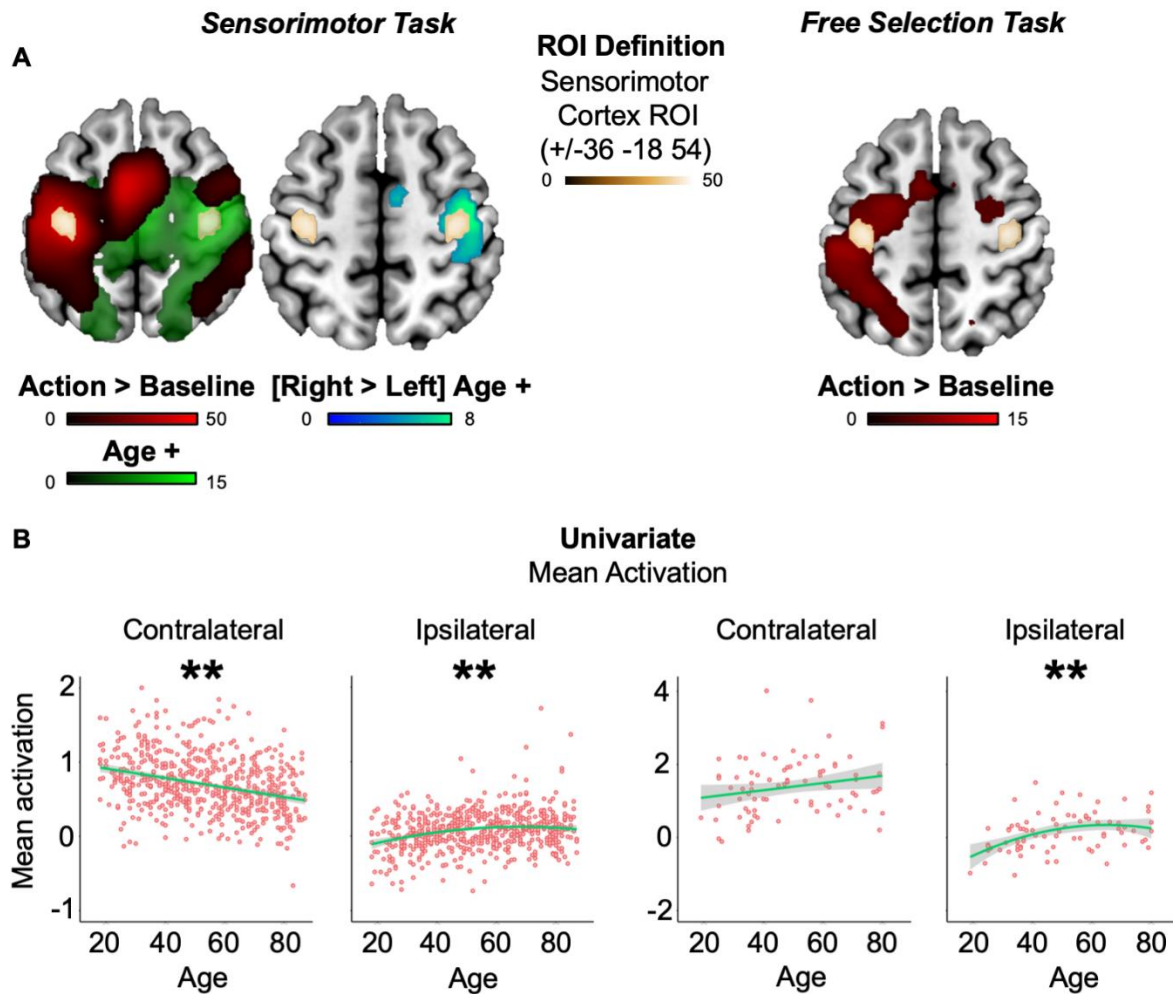 Sensorimotor Task
Free Selection Task
A
ROI Definition
Sensorimotor
Cortex ROI
(+/-36 -18 54)
0 50
Action > Baseline
0 50
Age +
0 15
[Right > Left] Age +
0 8
Action > Baseline
0 15
B
Univariate
Mean Activation
Contralateral
**
Ipsilateral
**
Contralateral
Ipsilateral
**
Mean activation
2
1
0
-1
20 40 60 80
Age
20 40 60 80
Age
4
2
0
-2
20 40 60 80
Age
20 40 60 80
Age